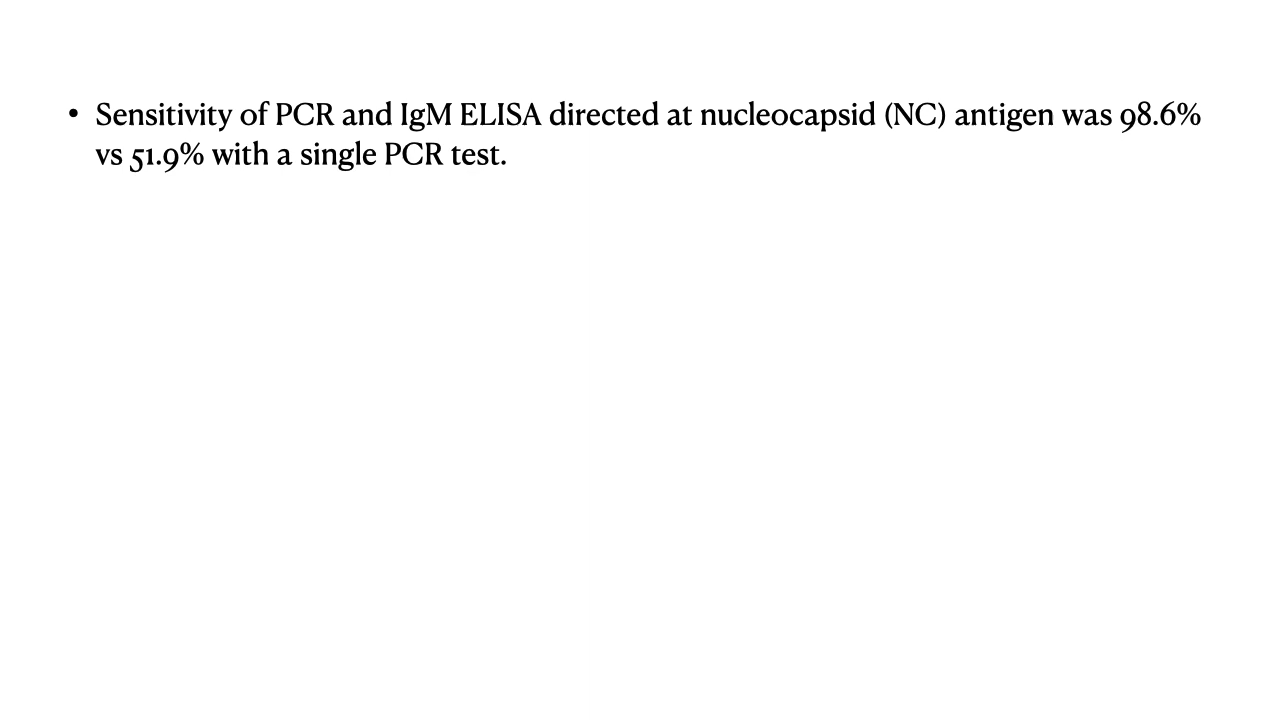 • Sensitivity of PCR and IgM ELISA directed at nucleocapsid (NC) antigen was 98.6%
vs 51.9% with a single PCR test.